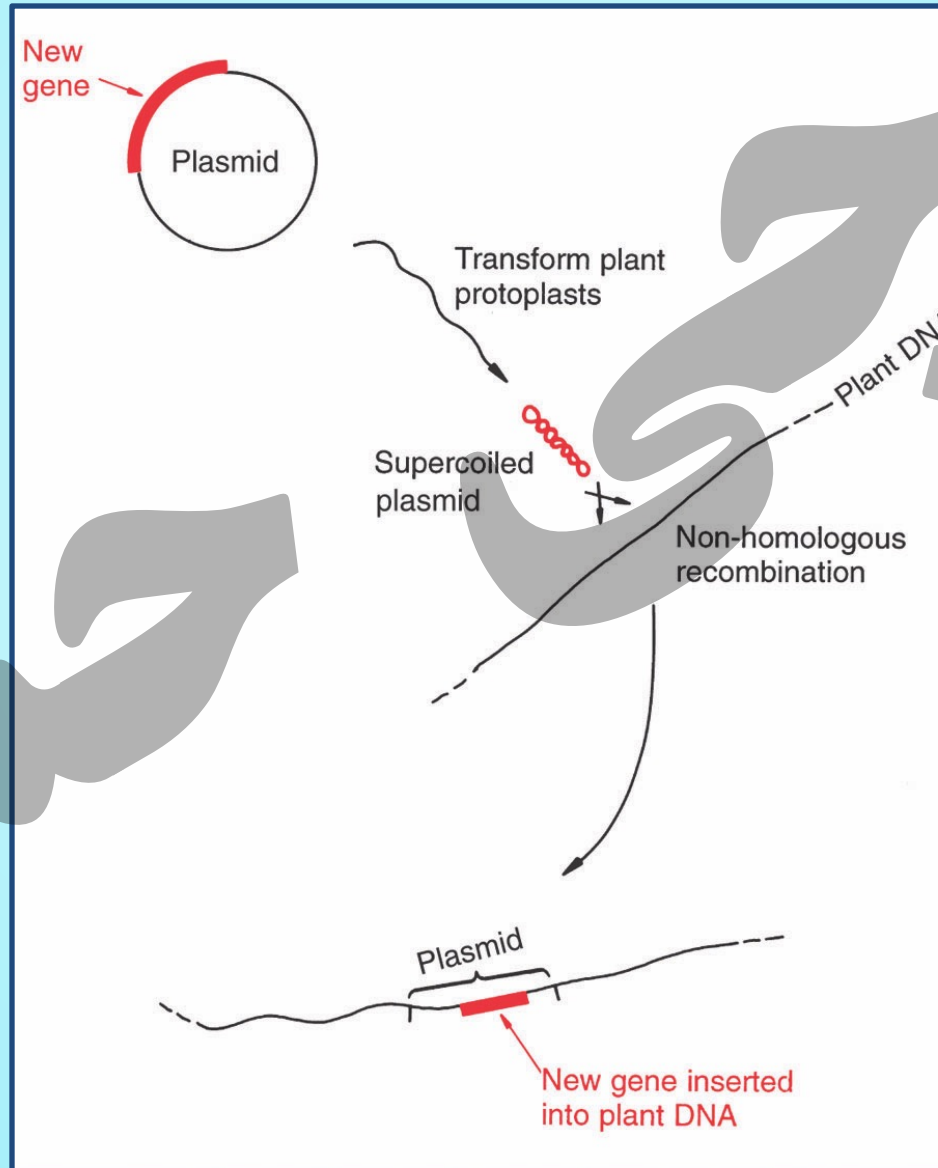 New
gene
Plasmid
Transform plant
protoplasts
Plant DNA
Supercoiled
plasmid
Non-homologous
recombination
Plasmid
New gene inserted
into plant DNA